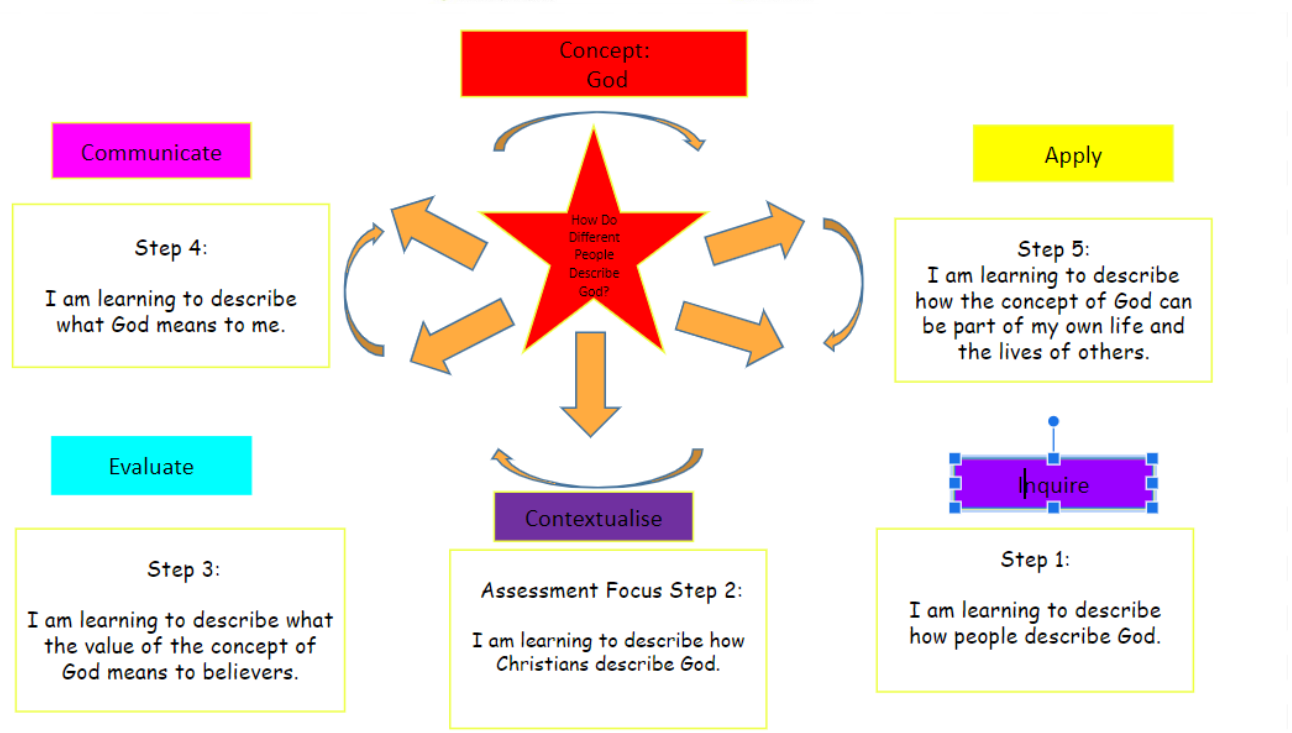 Concept:
God
Communicate
Apply
Step 4:
I am learning to describe
what God means to me.
How Do
Different
People
Describe
God?
Step 5:
I am learning to describe
how the concept of God can
be part of my own life and
the lives of others.
Evaluate
Step 3:
I am learning to describe what
the value of the concept of
God means to believers.
Contextualise
Assessment Focus Step 2:
I am learning to describe how
Christians describe God.
Inquire
Step 1:
I am learning to describe
how people describe God.